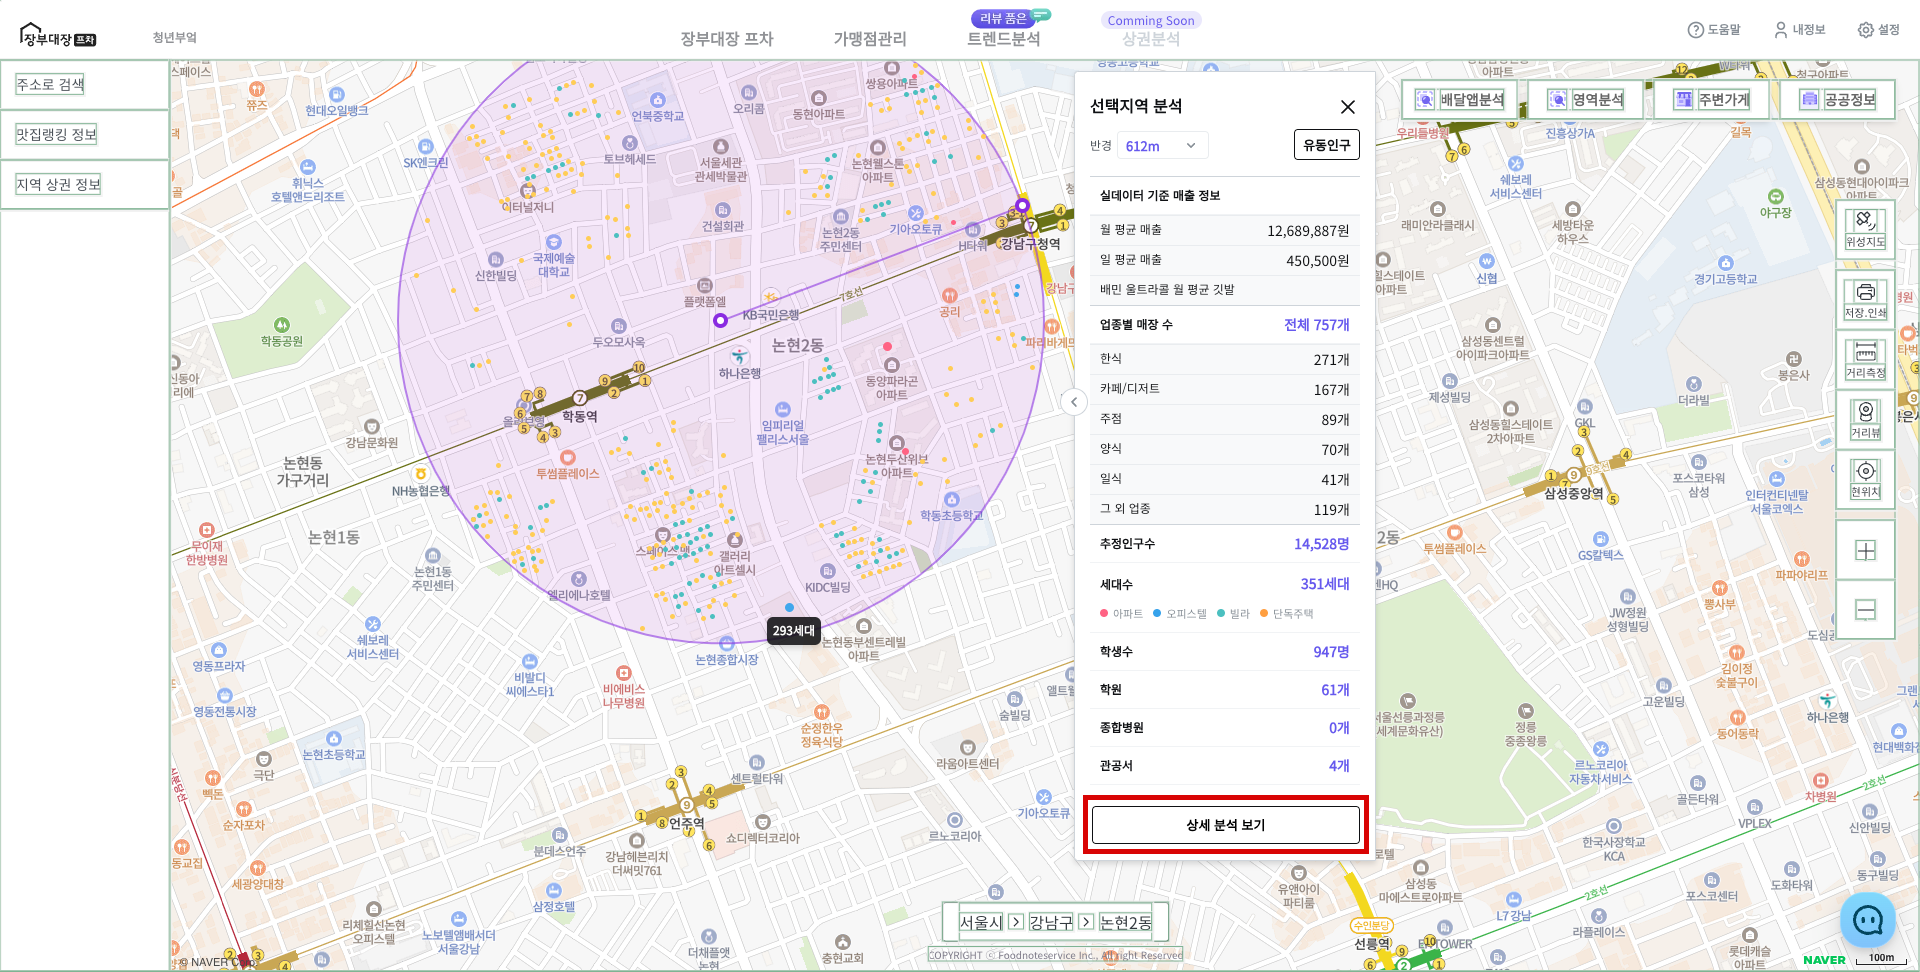 장부대장 프차
청년부엌
장부대장 프차
가맹점관리
리뷰 품은
트렌드분석
Comming Soon
상권분석
도움말
내정보
설정
주소로 검색
맛집랭킹 정보
지역 상권 정보
배달앱분석
영역분석
주변가게
공공정보
위성지도
저장.인쇄
거리측정
거리뷰
현위치
선택지역 분석
반경 612m
유동인구
실데이터 기준 매출 정보
월 평균 매출 12,689,887원
일 평균 매출 450,500원
배민 울트라콜 월 평균 깃발
업종별 매장 수 전체 757개
한식 271개
카페/디저트 167개
주점 89개
양식 70개
일식 41개
그 외 업종 119개
추정인구수 14,528명
세대수 351세대
아파트 오피스텔 빌라 단독주택
학생수 947명
학원 61개
종합병원 0개
관공서 4개
상세 분석 보기
쮸즈
현대오일뱅크
SK엔크린
휘닉스
호텔앤드리조트
언북중학교
오리콤
동현아파트
쌍용아파트
토브헤세드
서울세관
관세박물관
논현웰스톤
아파트
이터널저니
건설회관
논현2동
주민센터
기아오토큐
H타워
강남구청역
국제예술
대학교
신한빌딩
플랫폼엘
KB국민은행
7호선
공리
학동공원
두오모사옥
논현2동
하나은행
동양파라곤
아파트
학동역
임피리얼
팰리스서울
강남문화원
논현동
가구거리
NH농협은행
투썸플레이스
논현두산위브
아파트
학동초등학교
논현1동
우이재
한방병원
논현1동
주민센터
갤러리
아트셀시
KIDC빌딩
엘리에나호텔
293세대
논현동부센트레빌
아파트
논현종합시장
영동프라자
쉐보레
서비스센터
비발디
씨에스타1
비에비스
나무병원
영동전통시장
순정한우
정육식당
숨빌딩
논현초등학교
극단
센트럴타워
라움아트센터
기아오토큐
삑돈
순자포차
언주역
쇼디렉터코리아
르노코리아
분데스언주
강남헤븐리치
더써밋761
동교집
세광양대창
삼정호텔
리체힐신논현
오피스텔
노보텔앰배서더
서울강남
더채플앳
논현
충현교회
서울시 > 강남구 > 논현2동
COPYRIGHT ⓒ Foodnoteservice Inc., All right Reserved
© NAVER Corp.
우리들병원
진흥상가A
길목
쉐보레
서비스센터
삼성동현대아이파크
아파트
야구장
래미안라클래시
세방타운
하우스
신협
경기고등학교
삼성동센트럴
아이파크아파트
봉은사
제성빌딩
더라빌
GKL
삼성동힐스테이트
2차아파트
9호선
포스코타워
삼성
인터컨티넨탈
서울코엑스
삼성중앙역
투썸플레이스
GS칼텍스
파파야리프
뽕사부
JW정원
성형빌딩
김이정
숯불구이
고운빌딩
하나은행
정릉
중종왕릉
동어동락
르노코리아
자동차서비스
현대백화점
골든타워
차병원
VPLEX
신안빌딩
한국사장학회
KCA
2호선
2호선
유앤아이
파티룸
삼성동
마에스트로아파트
포스코센터
도화타워
동구빌딩
L7강남
라플레이스
수인분당
선릉역
롯데캐슬
아파트
NAVER
100m